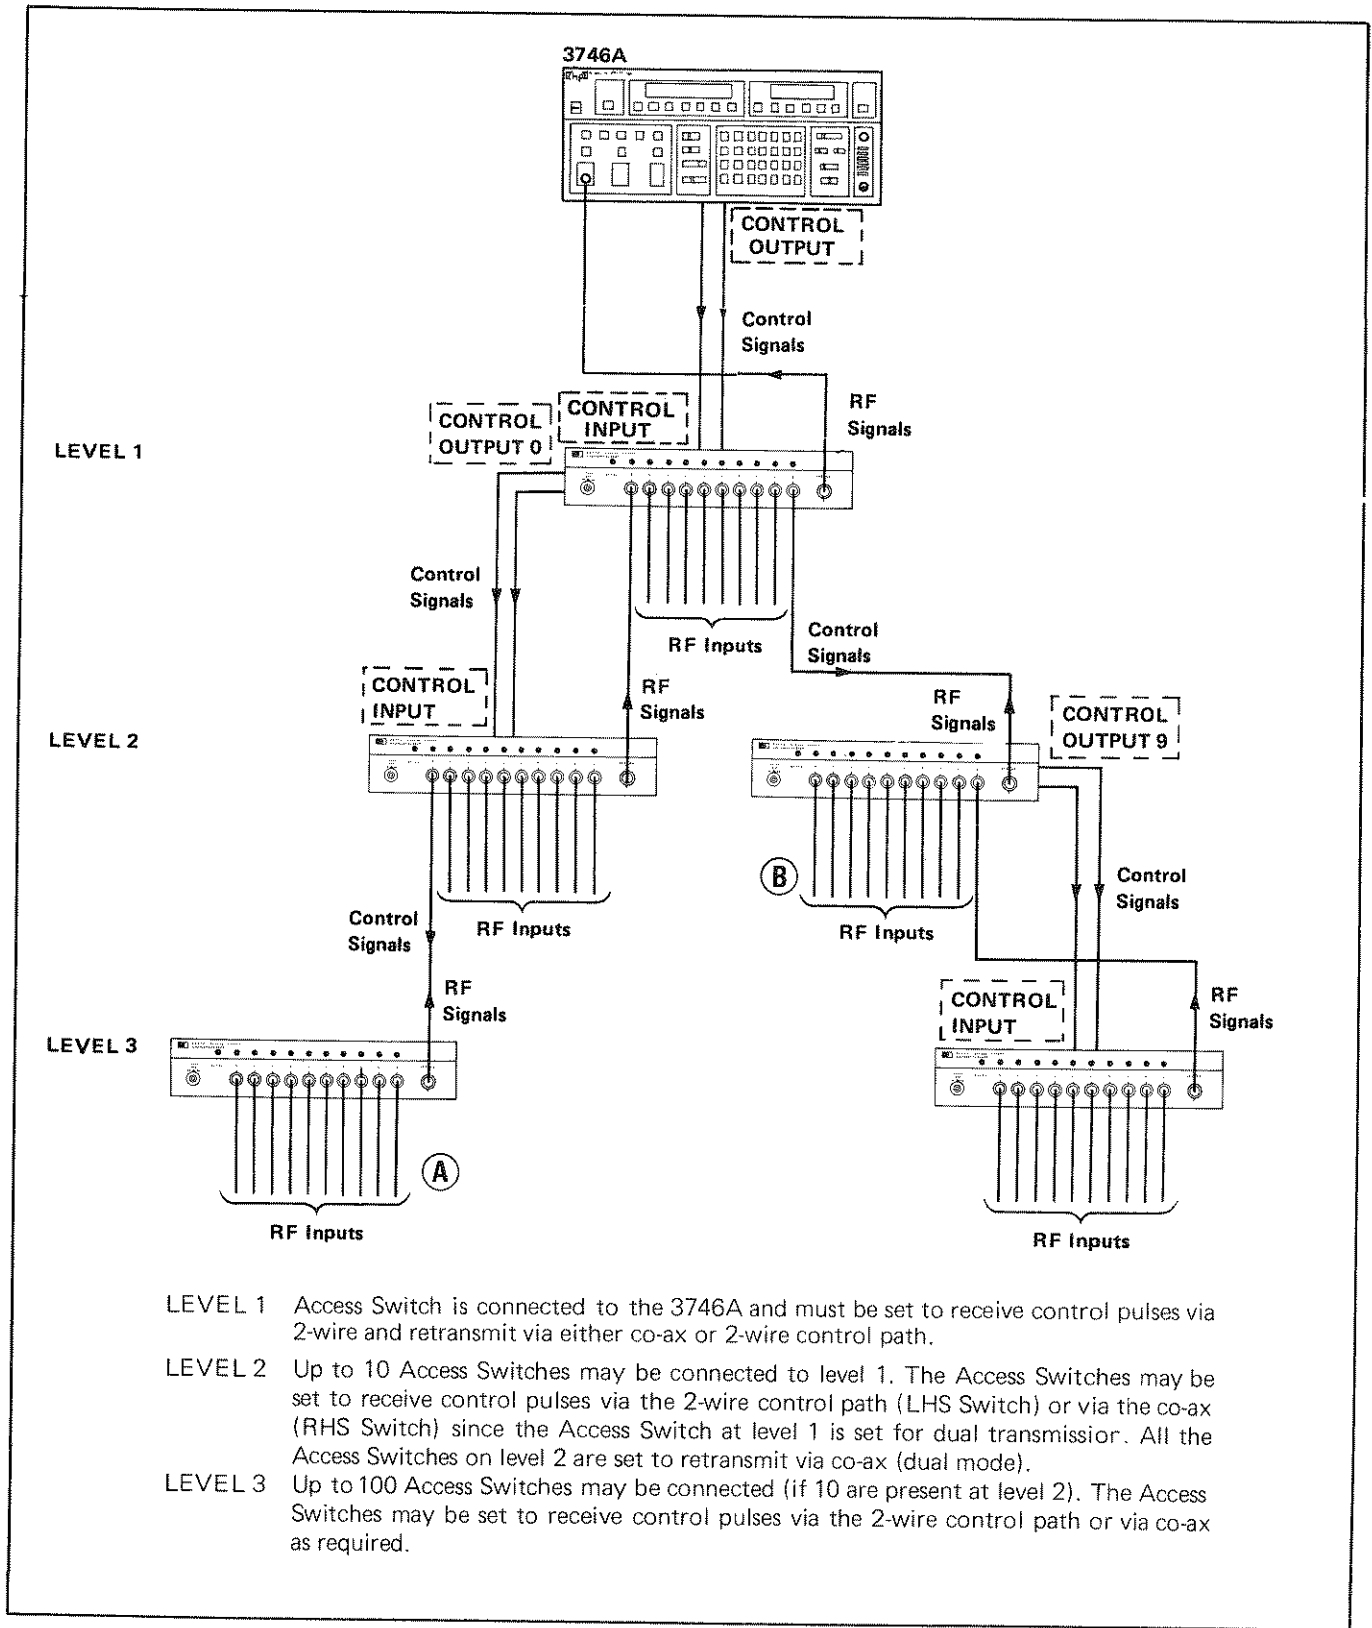 3746A
CONTROL
OUTPUT
Control
Signals
RF
Signals
CONTROL
OUTPUT 0
CONTROL
INPUT
LEVEL 1
Control
Signals
RF Inputs
Control
Signals
CONTROL
INPUT
RF
Signals
RF
Signals
CONTROL
OUTPUT 9
LEVEL 2
B
Control
Signals
Control
Signals
RF Inputs
RF Inputs
RF
Signals
CONTROL
INPUT
RF
Signals
LEVEL 3
A
RF Inputs
RF Inputs
LEVEL 1 Access Switch is connected to the 3746A and must be set to receive control pulses via
2-wire and retransmit via either co-ax or 2-wire control path.
LEVEL 2 Up to 10 Access Switches may be connected to level 1. The Access Switches may be
set to receive control pulses via the 2-wire control path (LHS Switch) or via the co-ax
(RHS Switch) since the Access Switch at level 1 is set for dual transmissior. All the
Access Switches on level 2 are set to retransmit via co-ax (dual mode).
LEVEL 3 Up to 100 Access Switches may be connected (if 10 are present at level 2). The Access
Switches may be set to receive control pulses via the 2-wire control path or via co-ax
as required.